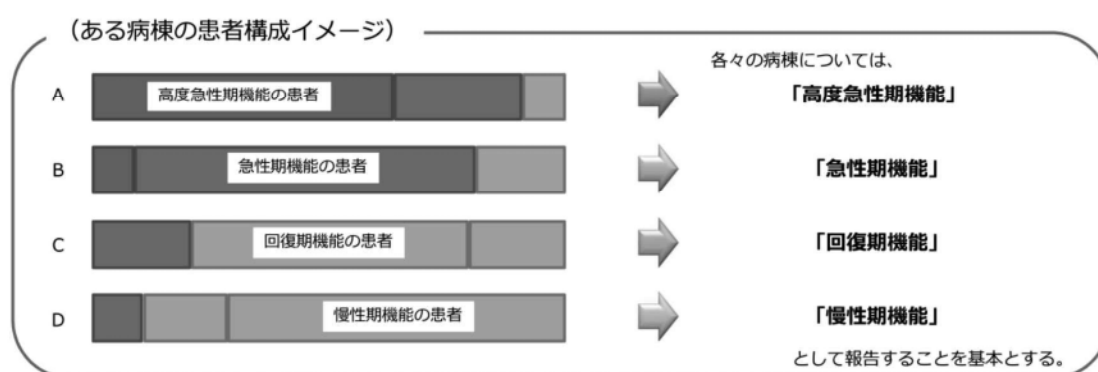 （ある病棟の患者構成イメージ）
各々の病棟については、
A 高度急性期機能の患者 「高度急性期機能」
B 急性期機能の患者 「急性期機能」
C 回復期機能の患者 「回復期機能」
D 慢性期機能の患者 「慢性期機能」
として報告することを基本とする。